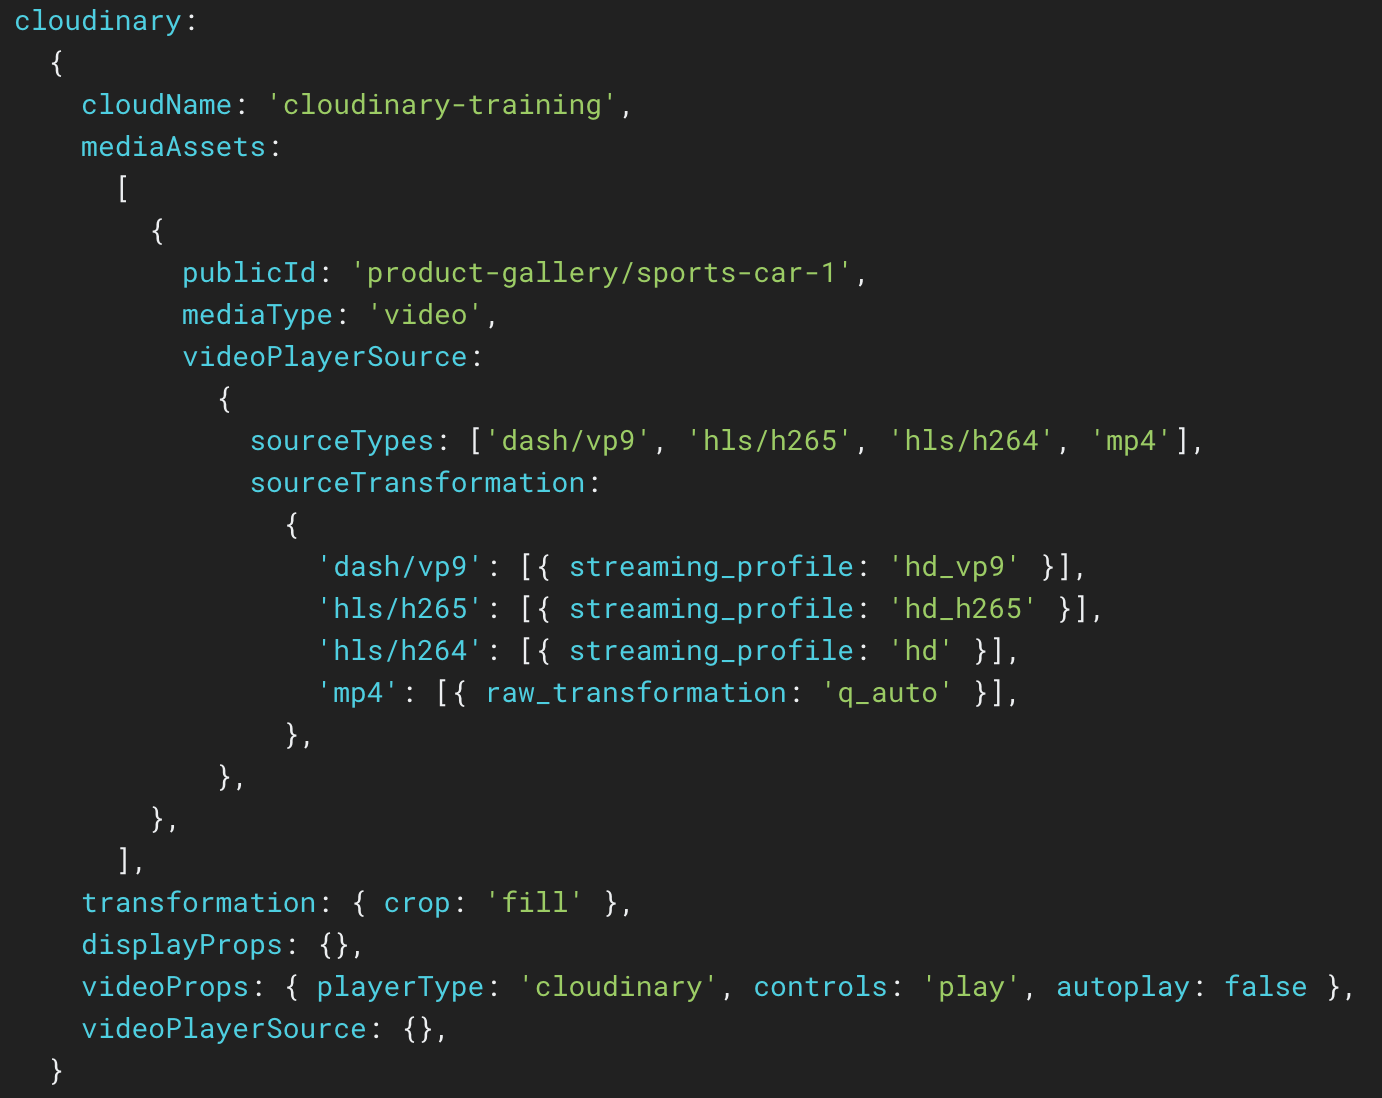 cloudinary:
  {
    cloudName: 'cloudinary-training',
    mediaAssets:
      [
        {
          publicId: 'product-gallery/sports-car-1',
          mediaType: 'video',
          videoPlayerSource:
            {
              sourceTypes: ['dash/vp9', 'hls/h265', 'hls/h264', 'mp4'],
              sourceTransformation:
                {
                  'dash/vp9': [{ streaming_profile: 'hd_vp9' }],
                  'hls/h265': [{ streaming_profile: 'hd_h265' }],
                  'hls/h264': [{ streaming_profile: 'hd' }],
                  'mp4': [{ raw_transformation: 'q_auto' }],
                },
            },
        },
      ],
    transformation: { crop: 'fill' },
    displayProps: {},
    videoProps: { playerType: 'cloudinary', controls: 'play', autoplay: false },
    videoPlayerSource: {},
  }